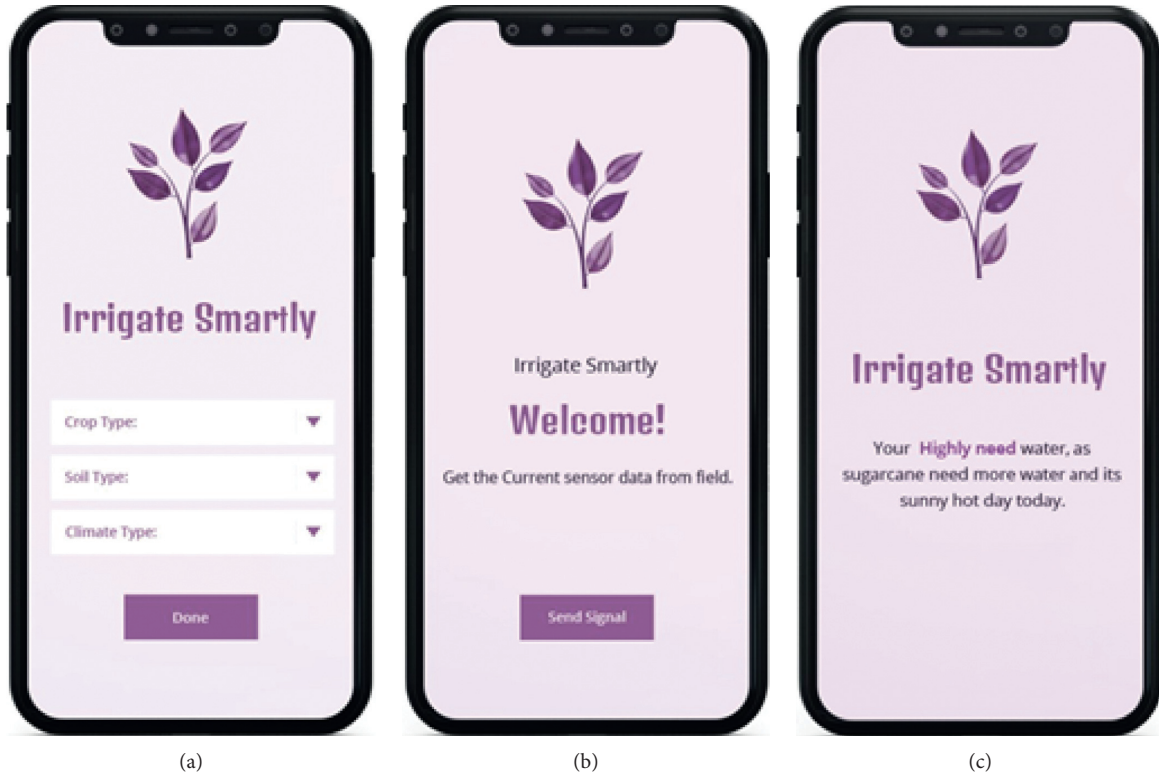 Irrigate Smartly
Crop Type:
Soil Type:
Climate Type:
Done
(a)
Irrigate Smartly
Welcome!
Get the Current sensor data from field.
Send Signal
(b)
Irrigate Smartly
Your Highly need water, as
sugarcane need more water and its
sunny hot day today.
(c)